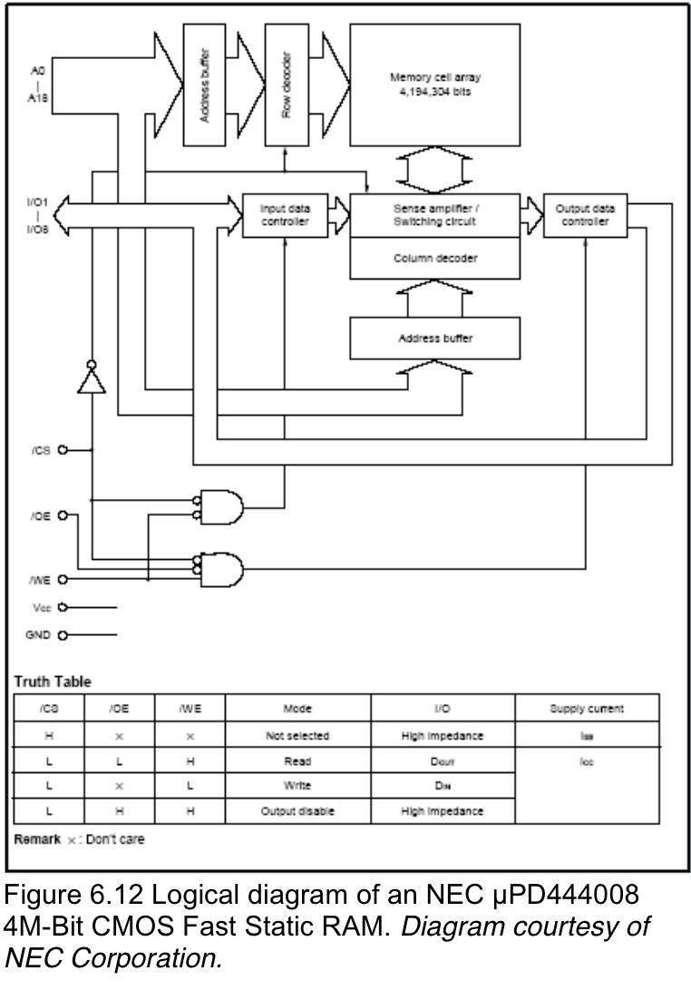 A0
|
A18
Address buffer
Row decoder
Memory cell array
4,194,304 bits
I/O1
|
I/O8
Input data
controller
Sense amplifier /
Switching circuit
Output data
controller
Column decoder
Address buffer
/CS
/OE
/WE
Vcc
GND
Truth Table
/CS /OE /WE Mode I/O Supply current
H × × Not selected High impedance ISB
L L H Read DOUT ICC
L × L Write DIN
L H H Output disable High impedance
Remark × : Don't care
Figure 6.12 Logical diagram of an NEC µPD444008
4M-Bit CMOS Fast Static RAM. Diagram courtesy of
NEC Corporation.